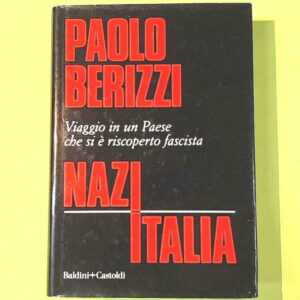 PAOLO
BERIZZI
Viaggio in un Paese
che si è riscoperto fascista
NAZI
ITALIA
Baldini+Castoldi